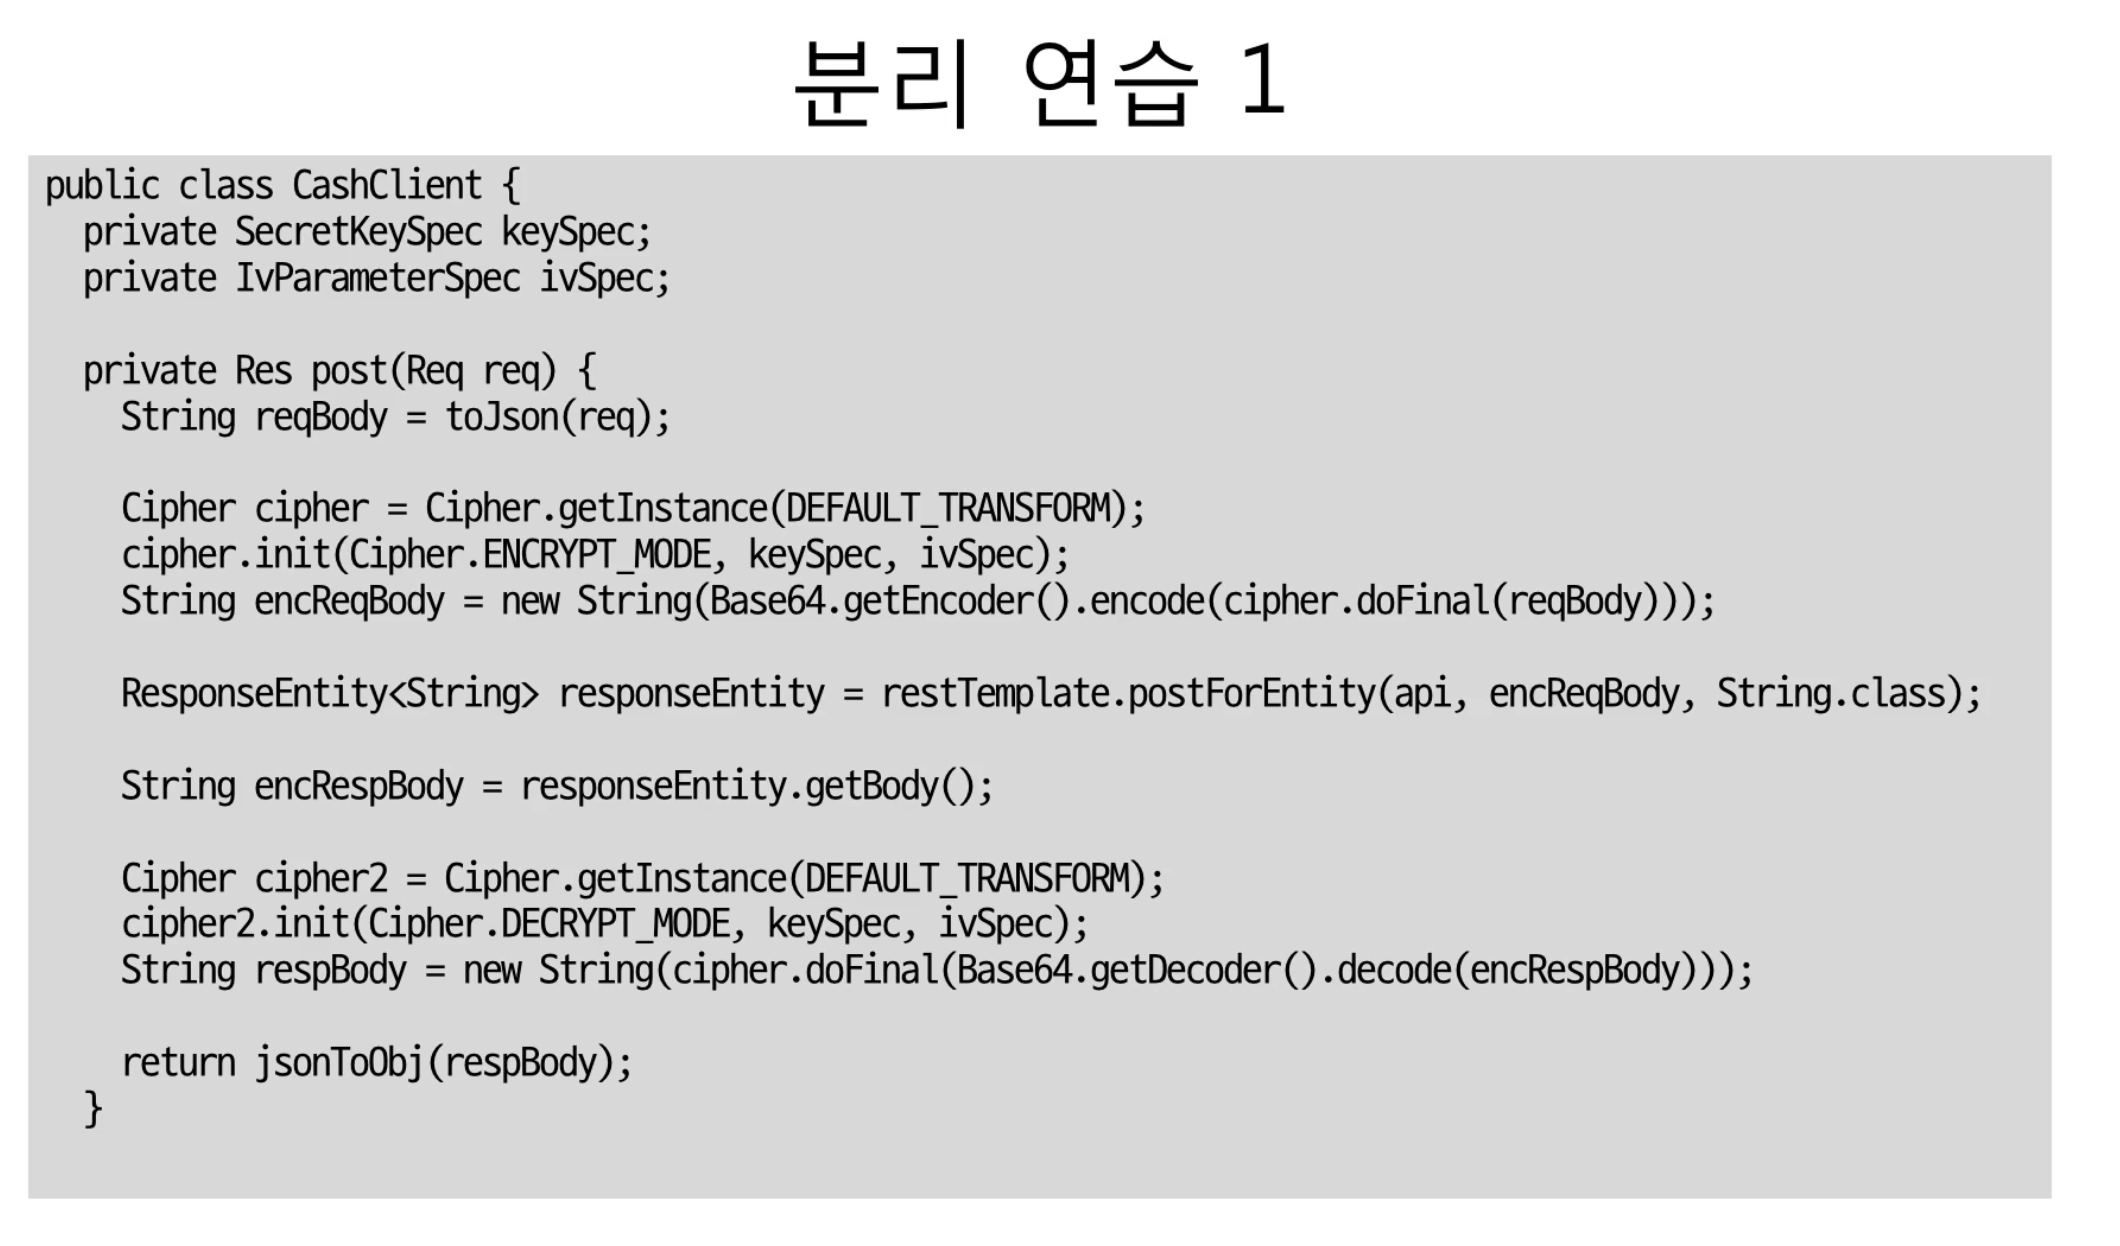 분리 연습 1
public class CashClient {
private SecretKeySpec keySpec;
private IvParameterSpec ivSpec;
private Res post(Req req) {
String reqBody = toJson(req);
Cipher cipher = Cipher.getInstance(DEFAULT_TRANSFORM);
cipher.init(Cipher.ENCRYPT_MODE, keySpec, ivSpec);
String encReqBody = new String(Base64.getEncoder().encode(cipher.doFinal(reqBody)));
ResponseEntity<String> responseEntity = restTemplate.postForEntity(api, encReqBody, String.class);
String encRespBody = responseEntity.getBody();
Cipher cipher2 = Cipher.getInstance(DEFAULT_TRANSFORM);
cipher2.init(Cipher.DECRYPT_MODE, keySpec, ivSpec);
String respBody = new String(cipher.doFinal(Base64.getDecoder().decode(encRespBody)));
return jsonToObj(respBody);
}